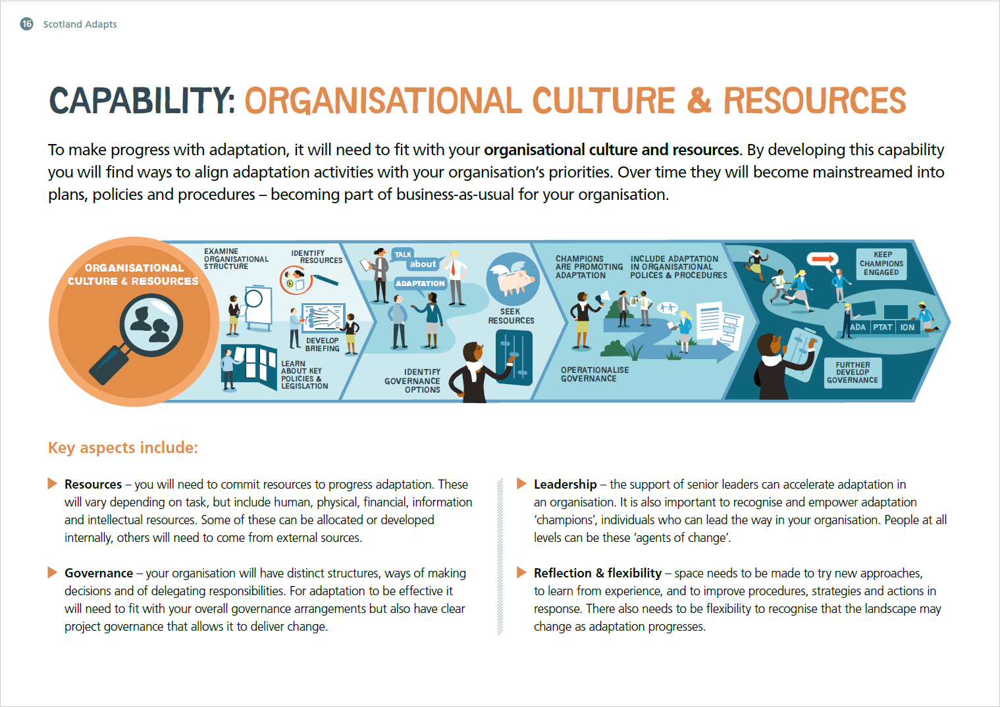 16 Scotland Adapts
CAPABILITY: ORGANISATIONAL CULTURE & RESOURCES
To make progress with adaptation, it will need to fit with your organisational culture and resources. By developing this capability
you will find ways to align adaptation activities with your organisation’s priorities. Over time they will become mainstreamed into
plans, policies and procedures – becoming part of business-as-usual for your organisation.
ORGANISATIONAL
CULTURE & RESOURCES
EXAMINE
ORGANISATIONAL
STRUCTURE
IDENTIFY
RESOURCES
DEVELOP
BRIEFING
LEARN
ABOUT KEY
POLICIES &
LEGISLATION
TALK
about
ADAPTATION
SEEK
RESOURCES
IDENTIFY
GOVERNANCE
OPTIONS
CHAMPIONS
ARE PROMOTING
ADAPTATION
INCLUDE ADAPTATION
IN ORGANISATIONAL
POLICES & PROCEDURES
OPERATIONALISE
GOVERNANCE
KEEP
CHAMPIONS
ENGAGED
ADA PTAT ION
FURTHER
DEVELOP
GOVERNANCE
Key aspects include:
Resources – you will need to commit resources to progress adaptation. These
will vary depending on task, but include human, physical, financial, information
and intellectual resources. Some of these can be allocated or developed
internally, others will need to come from external sources.
Governance – your organisation will have distinct structures, ways of making
decisions and of delegating responsibilities. For adaptation to be effective it
will need to fit with your overall governance arrangements but also have clear
project governance that allows it to deliver change.
Leadership – the support of senior leaders can accelerate adaptation in
an organisation. It is also important to recognise and empower adaptation
‘champions’, individuals who can lead the way in your organisation. People at all
levels can be these ‘agents of change’.
Reflection & flexibility – space needs to be made to try new approaches,
to learn from experience, and to improve procedures, strategies and actions in
response. There also needs to be flexibility to recognise that the landscape may
change as adaptation progresses.